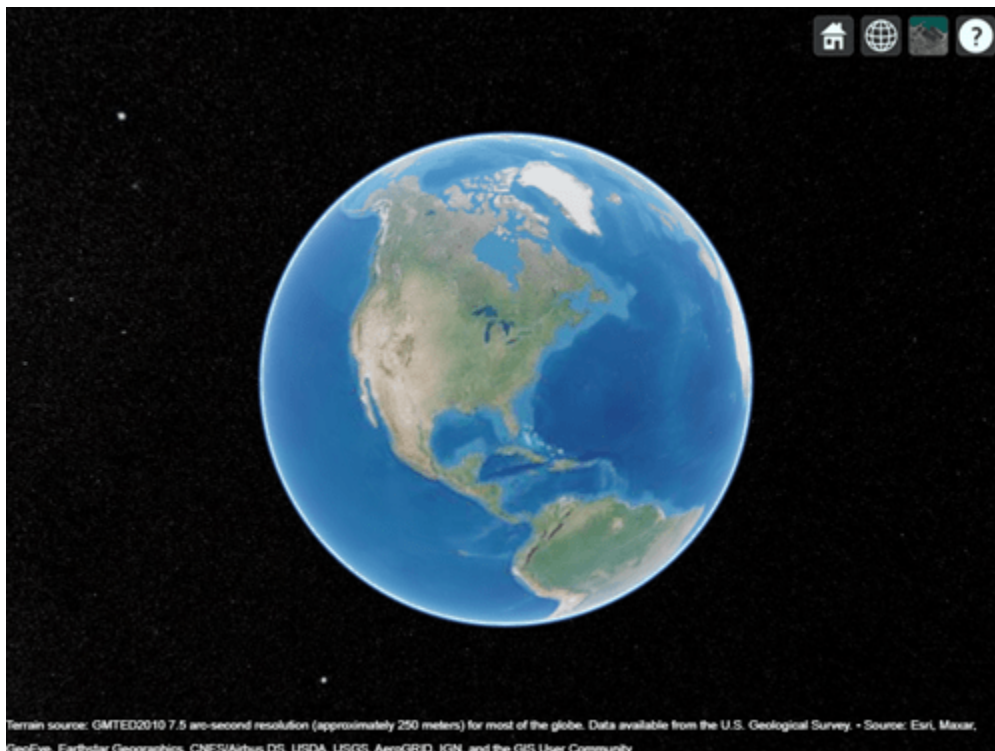 ?
Terrain source: GMTED2010 7.5 arc-second resolution (approximately 250 meters) for most of the globe. Data available from the U.S. Geological Survey. • Source: Esri, Maxar,
GeoEye, Earthstar Geographics, CNES/Airbus DS, USDA, USGS, AeroGRID, IGN, and the GIS User Community